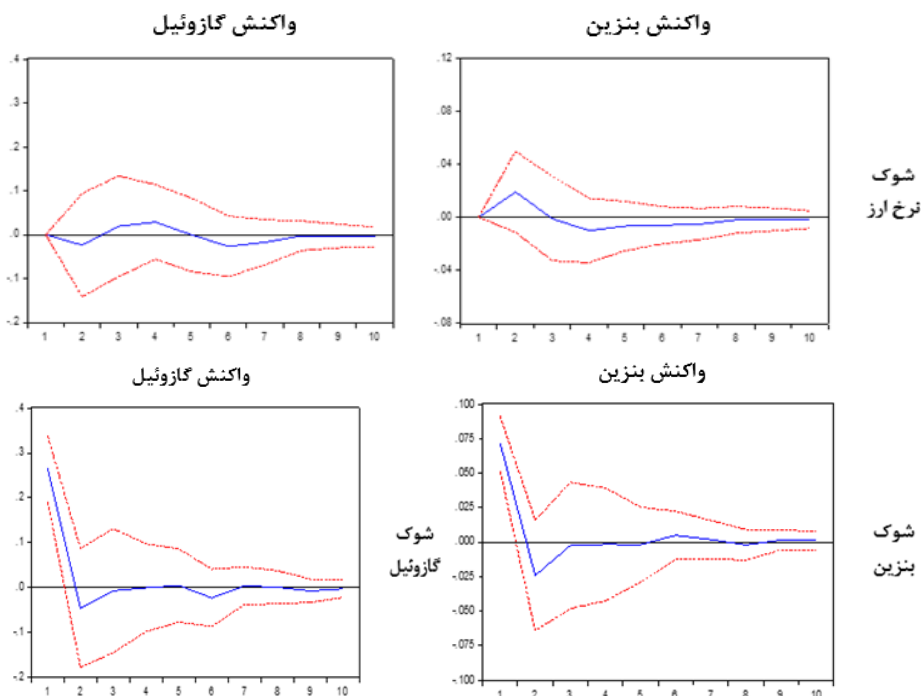 واکنش بنزین
واکنش گازوئیل
.12
.08
.04
.00
-.04
-.08
1 2 3 4 5 6 7 8 9 10
شوک
نرخ ارز
.4
.3
.2
.1
.0
-.1
-.2
1 2 3 4 5 6 7 8 9 10
واکنش بنزین
واکنش گازوئیل
.100
.075
.050
.025
.000
-.025
-.050
-.075
-.100
1 2 3 4 5 6 7 8 9 10
شوک
بنزین
.4
.3
.2
.1
.0
-.1
-.2
1 2 3 4 5 6 7 8 9 10
شوک
گازوئیل